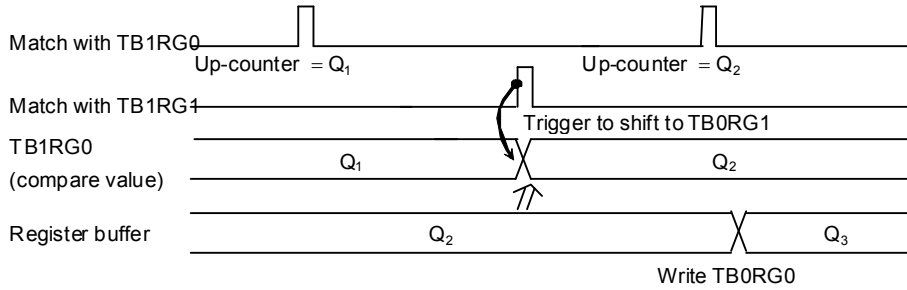 Match with TB1RG0
Up-counter = Q₁
Up-counter = Q₂
Match with TB1RG1
Trigger to shift to TB0RG1
TB1RG0
(compare value)
Q₁
Q₂
Register buffer
Q₂
Q₃
Write TB0RG0